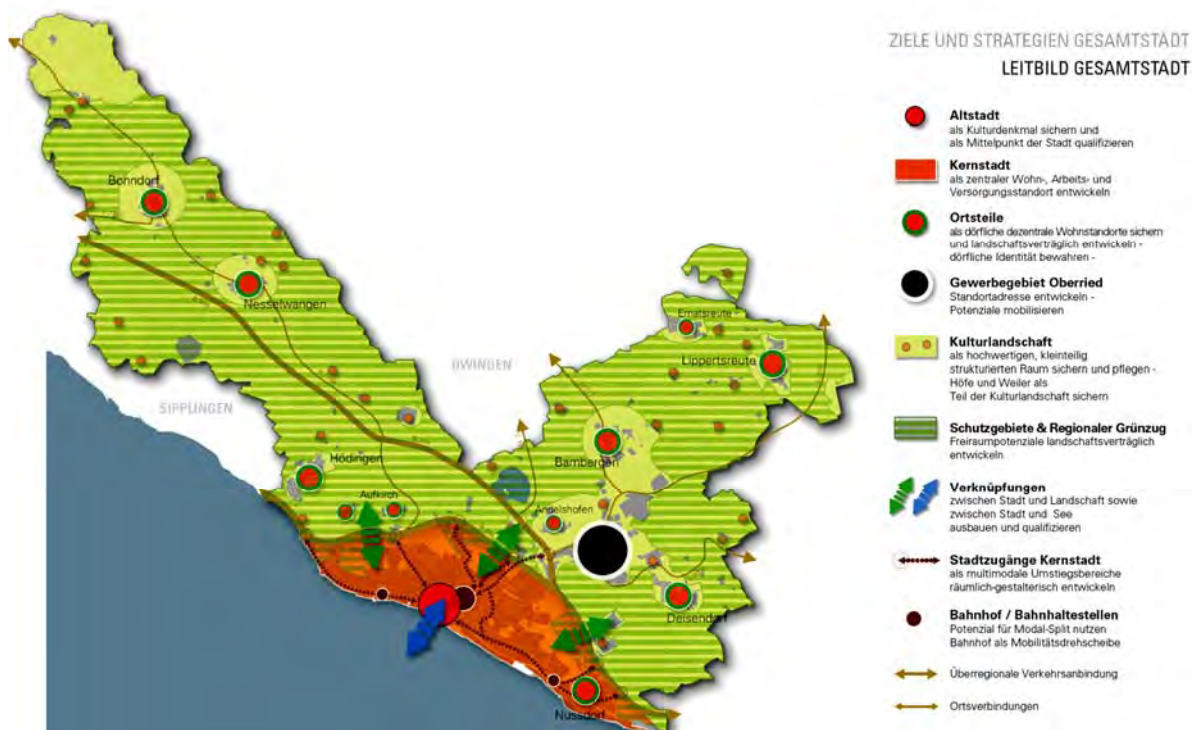 ZIELE UND STRATEGIEN GESAMTSTADT
LEITBILD GESAMTSTADT
Altstadt
als Kulturdenkmal sichern und
als Mittelpunkt der Stadt qualifizieren
Kernstadt
als zentraler Wohn-, Arbeits- und
Versorgungsstandort entwickeln
Ortsteile
als dörfliche dezentrale Wohnstandorte sichern
und landschaftsverträglich entwickeln -
dörfliche Identität bewahren -
Gewerbegebiet Oberried
Standortadresse entwickeln -
Potenziale mobilisieren
Kulturlandschaft
als hochwertigen, kleinteilig
strukturierten Raum sichern und pflegen -
Höfe und Weiler als
Teil der Kulturlandschaft sichern
Schutzgebiete & Regionaler Grünzug
Freiraumpotenziale landschaftsverträglich
entwickeln
Verknüpfungen
zwischen Stadt und Landschaft sowie
zwischen Stadt und See
ausbauen und qualifizieren
Stadtzugänge Kernstadt
als multimodale Umstiegsbereiche
räumlich-gestalterisch entwickeln
Bahnhof / Bahnhaltestellen
Potenzial für Modal-Split nutzen
Bahnhof als Mobilitätsdrehscheibe
Überregionale Verkehrsanbindung
Ortsverbindungen
Bonndorf
Nesselwangen
Ernatsreute
Lippertsreute
OWINGEN
SIPPLINGEN
Hödingen
Bambergen
Aufkirch
Andelshofen
Deisendorf
Nussdorf